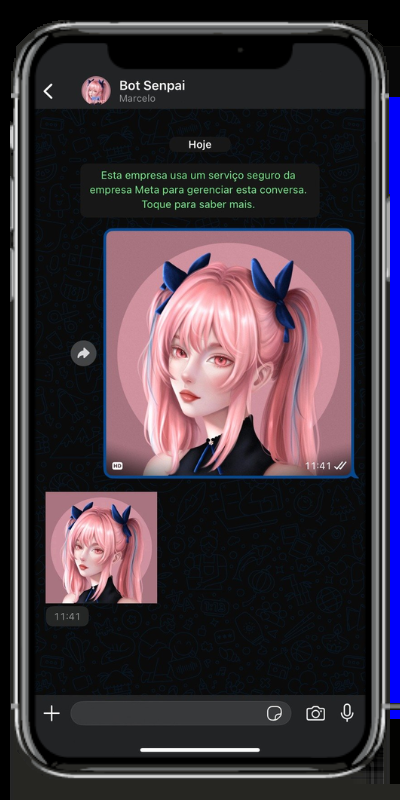 Bot Senpai
Marcelo
Hoje
Esta empresa usa um serviço seguro da
empresa Meta para gerenciar esta conversa.
Toque para saber mais.
HD
11:41
11:41